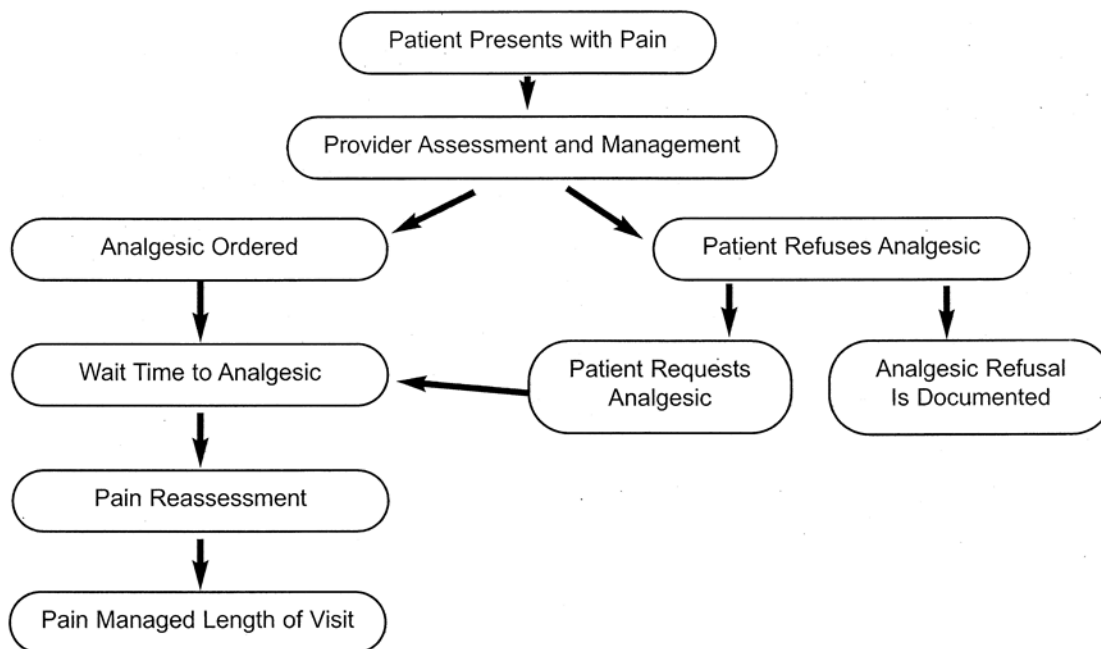 Patient Presents with Pain
Provider Assessment and Management
Analgesic Ordered
Patient Refuses Analgesic
Wait Time to Analgesic
Patient Requests
Analgesic
Analgesic Refusal
Is Documented
Pain Reassessment
Pain Managed Length of Visit